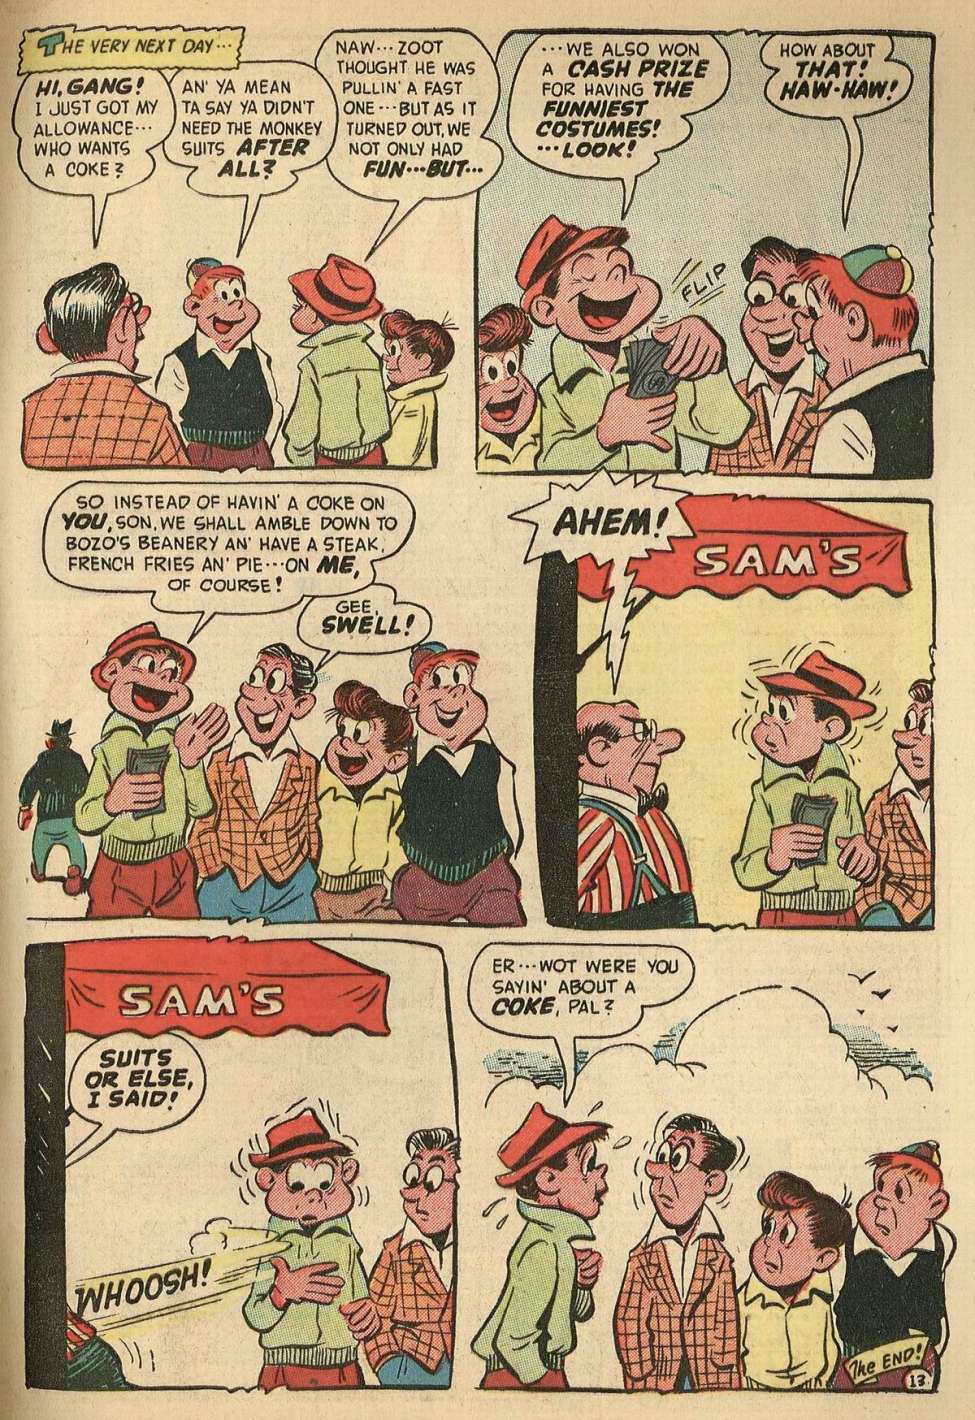 THE VERY NEXT DAY...
HI, GANG!
I JUST GOT MY
ALLOWANCE...
WHO WANTS
A COKE?
AN' YA MEAN
TA SAY YA DIDN'T
NEED THE MONKEY
SUITS AFTER
ALL?
NAW... ZOOT
THOUGHT HE WAS
PULLIN' A FAST
ONE... BUT AS IT
TURNED OUT, WE
NOT ONLY HAD
FUN...BUT...
...WE ALSO WON
A CASH PRIZE
FOR HAVING THE
FUNNIEST
COSTUMES!
...LOOK!
HOW ABOUT
THAT!
HAW-HAW!
FLIP
SO INSTEAD OF HAVIN' A COKE ON
YOU, SON, WE SHALL AMBLE DOWN TO
BOZO'S BEANERY AN' HAVE A STEAK,
FRENCH FRIES AN' PIE...ON ME,
OF COURSE!
GEE,
SWELL!
AHEM!
SAM'S
SAM'S
SUITS
OR ELSE,
I SAID!
WHOOSH!
ER...WOT WERE YOU
SAYIN' ABOUT A
COKE, PAL?
The END!
13